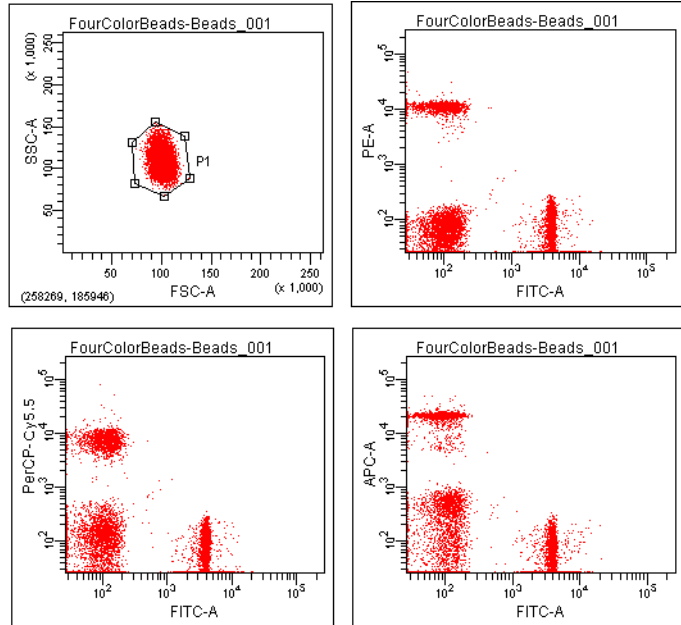 FourColorBeads-Beads_001
(x 1,000)
SSC-A
250
200
150
100
50
P1
50 100 150 200 250
FSC-A
(x 1,000)
(258269, 185946)
FourColorBeads-Beads_001
PE-A
10^5
10^4
10^3
10^2
10^2 10^3 10^4 10^5
FITC-A
FourColorBeads-Beads_001
PerCP-Cy5.5
10^5
10^4
10^3
10^2
10^2 10^3 10^4 10^5
FITC-A
FourColorBeads-Beads_001
APC-A
10^5
10^4
10^3
10^2
10^2 10^3 10^4 10^5
FITC-A